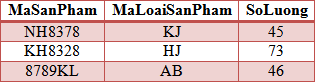 MaSanPham MaLoaiSanPham SoLuong
NH8378 KJ 45
KH8328 HJ 73
8789KL AB 46